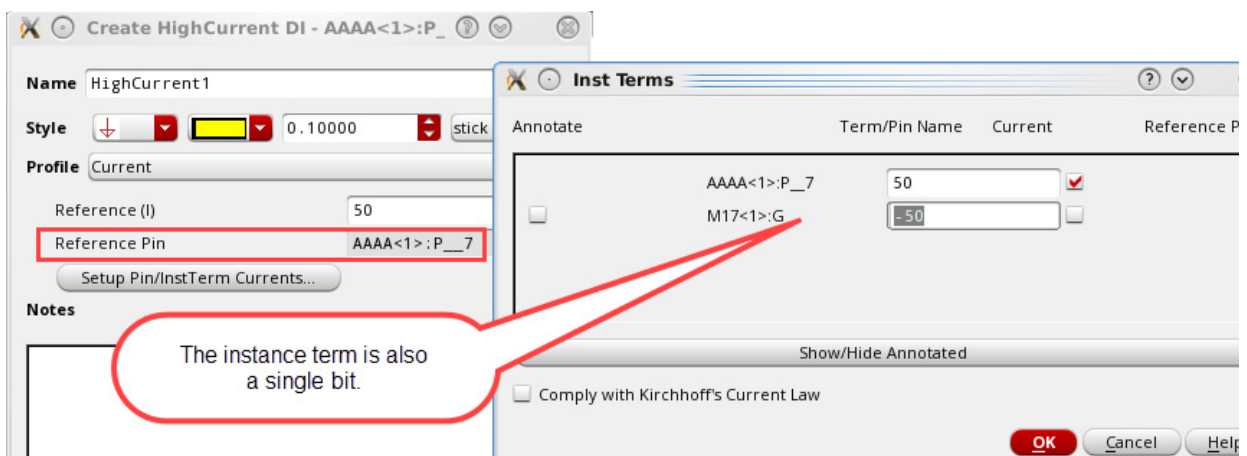 Create HighCurrent DI - AAAA<1>:P_
Name HighCurrent1
Style 0.10000 stick
Profile Current
Reference (I) 50
Reference Pin AAAA<1>:P__7
Setup Pin/InstTerm Currents...
Notes
Inst Terms
Annotate Term/Pin Name Current Reference P
AAAA<1>:P__7 50
M17<1>:G -50
The instance term is also
a single bit.
Show/Hide Annotated
Comply with Kirchhoff's Current Law
OK Cancel Help